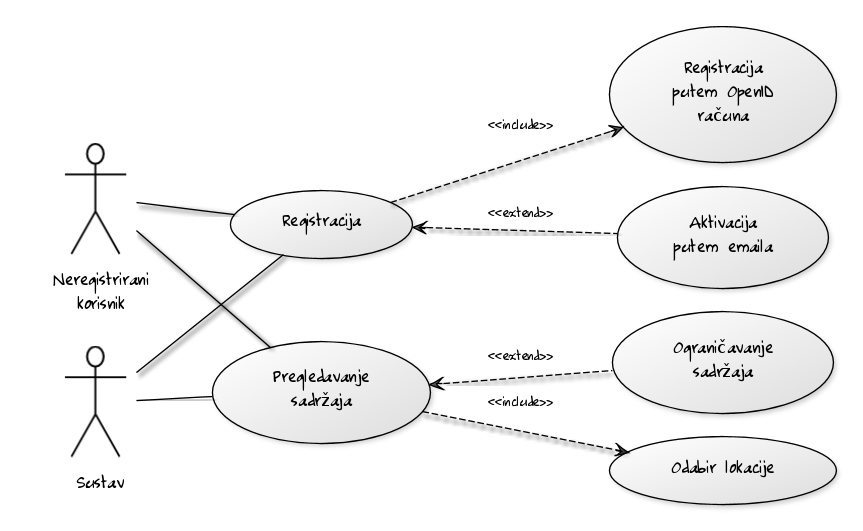 Registracija
putem OpenID
računa
<<include>>
Registracija
<<extend>>
Aktivacija
putem emaila
Neregistrirani
korisnik
Pregledavanje
sadržaja
<<extend>>
Ograničavanje
sadržaja
<<include>>
Odabir lokacije
Sustav